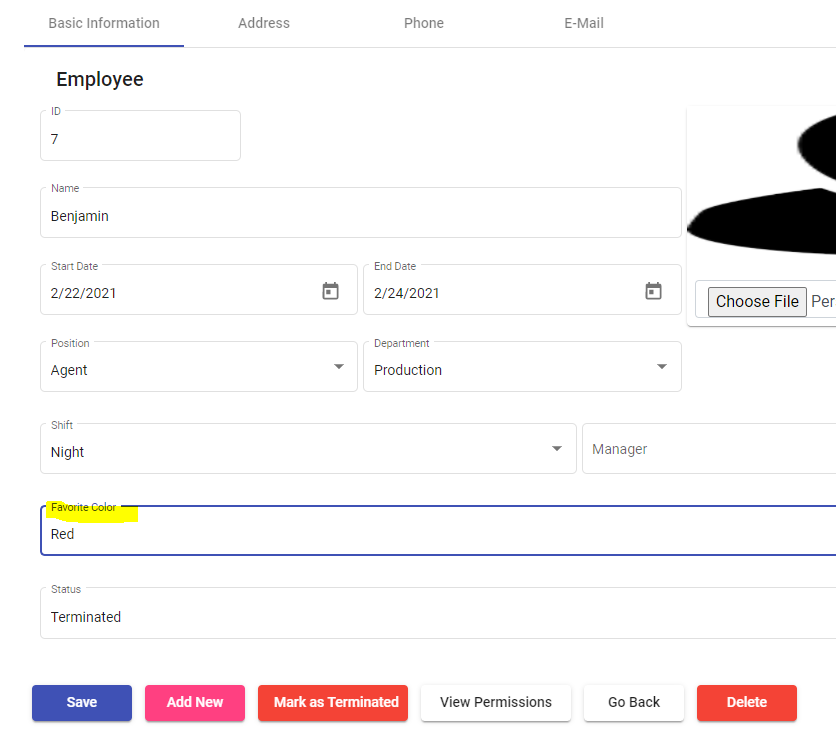 Basic Information Address Phone E-Mail
Employee
ID
7
Name
Benjamin
Start Date End Date
2/22/2021 2/24/2021
Choose File Per
Position Department
Agent Production
Shift
Night Manager
Favorite Color
Red
Status
Terminated
Save Add New Mark as Terminated View Permissions Go Back Delete